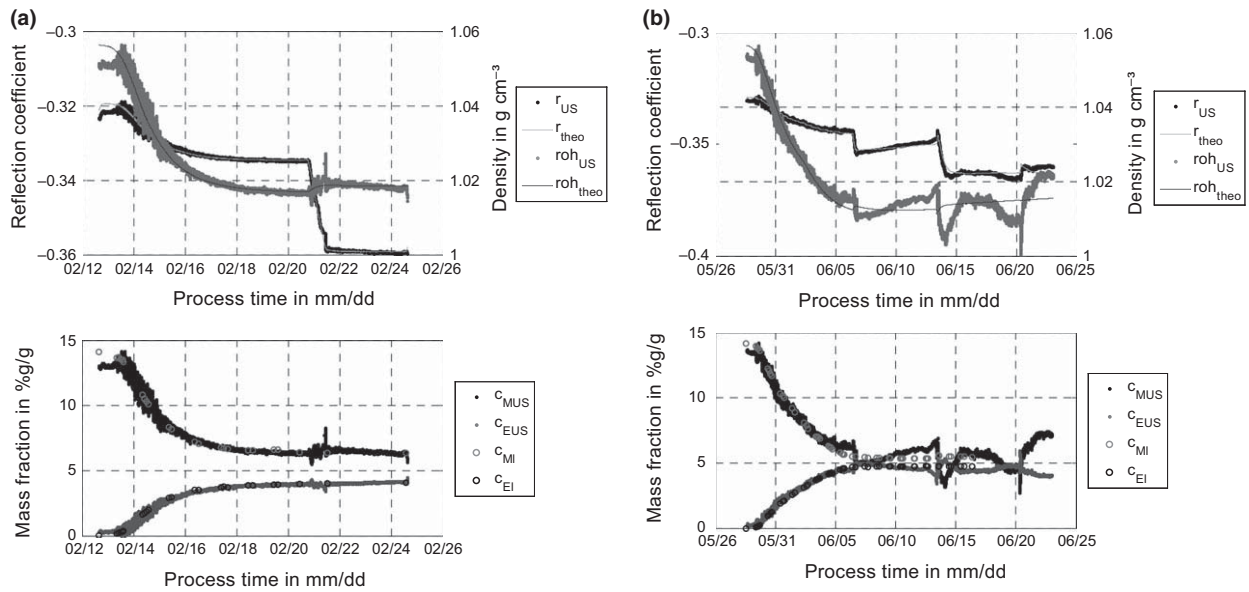 (a)
−0.3
−0.32
−0.34
−0.36
Reflection coefficient
1.06
1.04
1.02
1
Density in g cm⁻³
02/12 02/14 02/16 02/18 02/20 02/22 02/24 02/26
Process time in mm/dd
r_US
r_theo
roh_US
roh_theo
15
10
5
0
Mass fraction in %g/g
02/12 02/14 02/16 02/18 02/20 02/22 02/24 02/26
Process time in mm/dd
c_MUS
c_EUS
c_MI
c_EI
(b)
−0.3
−0.35
−0.4
Reflection coefficient
1.06
1.04
1.02
1
Density in g cm⁻³
05/26 05/31 06/05 06/10 06/15 06/20 06/25
Process time in mm/dd
r_US
r_theo
roh_US
roh_theo
15
10
5
0
Mass fraction in %g/g
05/26 05/31 06/05 06/10 06/15 06/20 06/25
Process time in mm/dd
c_MUS
c_EUS
c_MI
c_EI